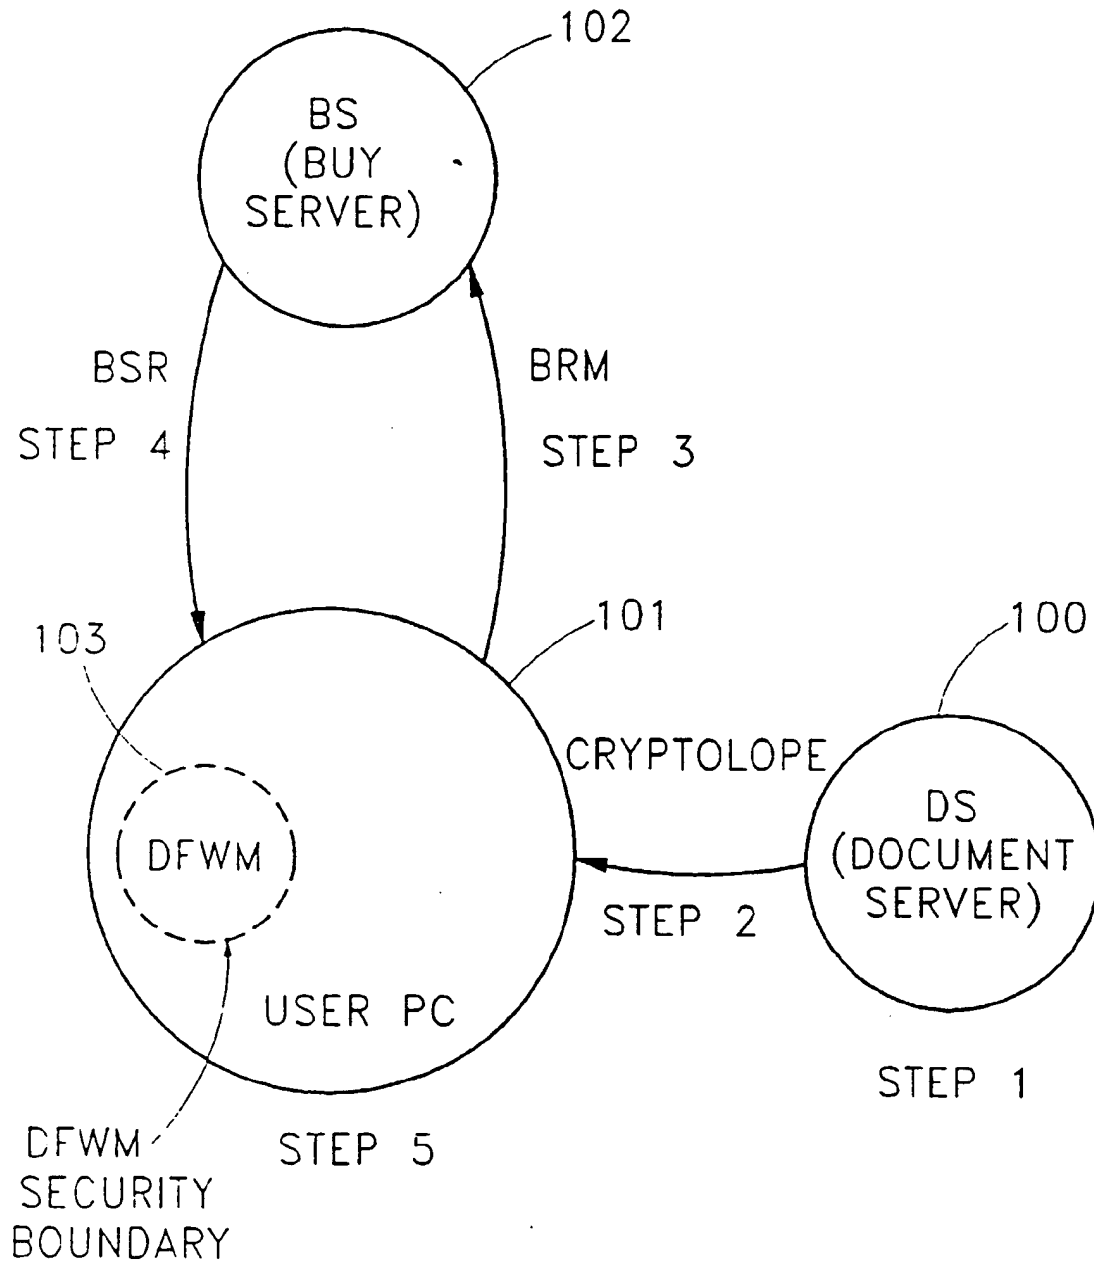 102
BS
(BUY
SERVER)
BSR
BRM
STEP 4
STEP 3
101
100
103
CRYPTOLOPE
DS
(DOCUMENT
SERVER)
DFWM
STEP 2
USER PC
STEP 1
DFWM
SECURITY
BOUNDARY
STEP 5